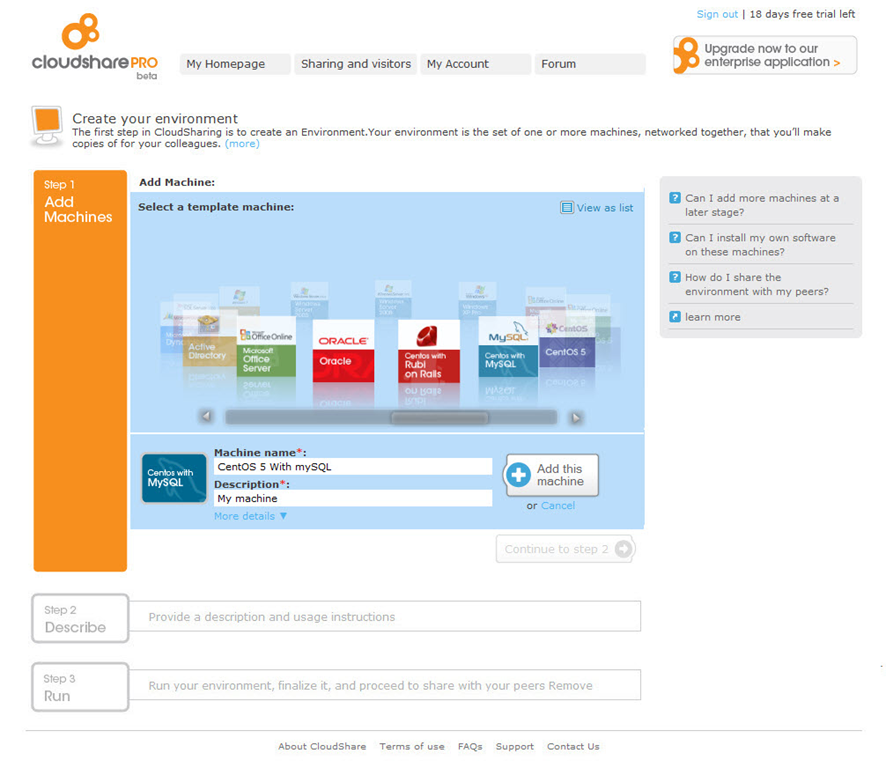 Sign out | 18 days free trial left
cloudsharePRO
beta
My Homepage
Sharing and visitors
My Account
Forum
Upgrade now to our
enterprise application >
Create your environment
The first step in CloudSharing is to create an Environment.Your environment is the set of one or more machines, networked together, that you'll make
copies of for your colleagues. (more)
Step 1
Add
Machines
Add Machine:
Select a template machine:
View as list
Active
Directory
Microsoft
Office Online
Microsoft
Office
Server
ORACLE
Oracle
Centos with
Rubi
on Rails
MySQL
Centos with
MySQL
CentOS
CentOS 5
Centos with
MySQL
Machine name*:
CentOS 5 With mySQL
Description*:
My machine
More details ▼
Add this
machine
or Cancel
Continue to step 2
? Can I add more machines at a
later stage?
? Can I install my own software
on these machines?
? How do I share the
environment with my peers?
learn more
Step 2
Describe
Provide a description and usage instructions
Step 3
Run
Run your environment, finalize it, and proceed to share with your peers Remove
About CloudShare
Terms of use
FAQs
Support
Contact Us